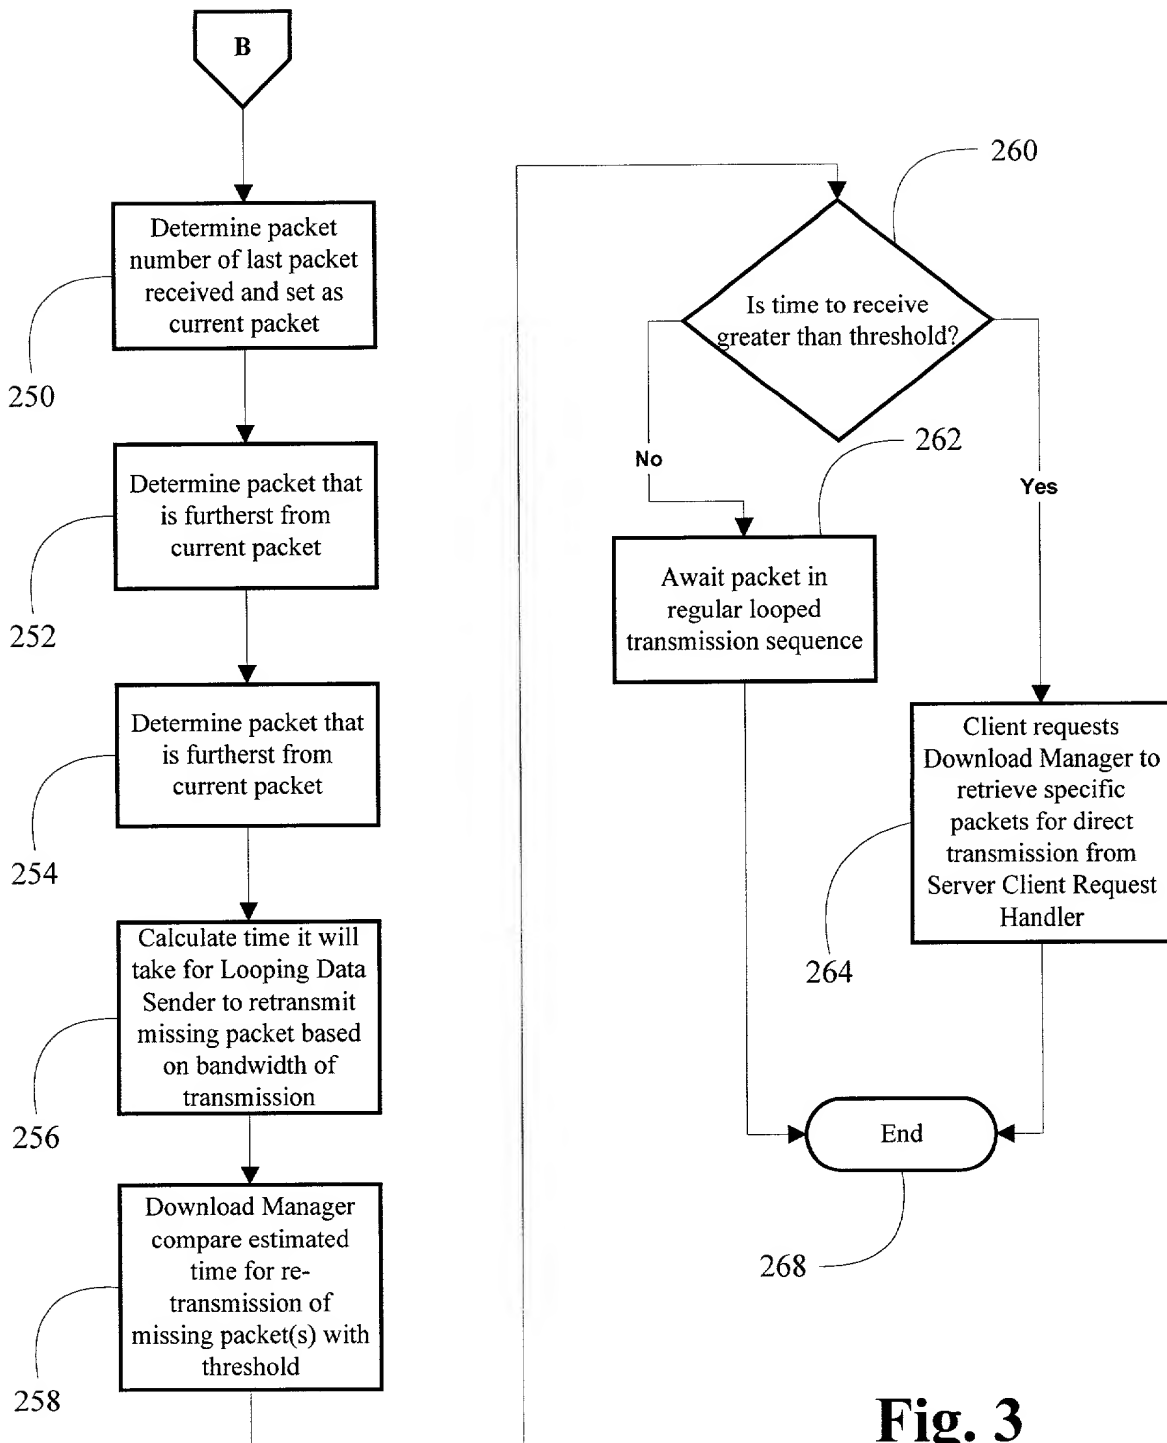 B
Determine packet
number of last packet
received and set as
current packet
250
Determine packet that
is furtherst from
current packet
252
Determine packet that
is furtherst from
current packet
254
Calculate time it will
take for Looping Data
Sender to retransmit
missing packet based
on bandwidth of
transmission
256
Download Manager
compare estimated
time for re-
transmission of
missing packet(s) with
threshold
258
260
Is time to receive
greater than threshold?
No
Yes
262
Await packet in
regular looped
transmission sequence
Client requests
Download Manager to
retrieve specific
packets for direct
transmission from
Server Client Request
Handler
264
End
268
Fig. 3